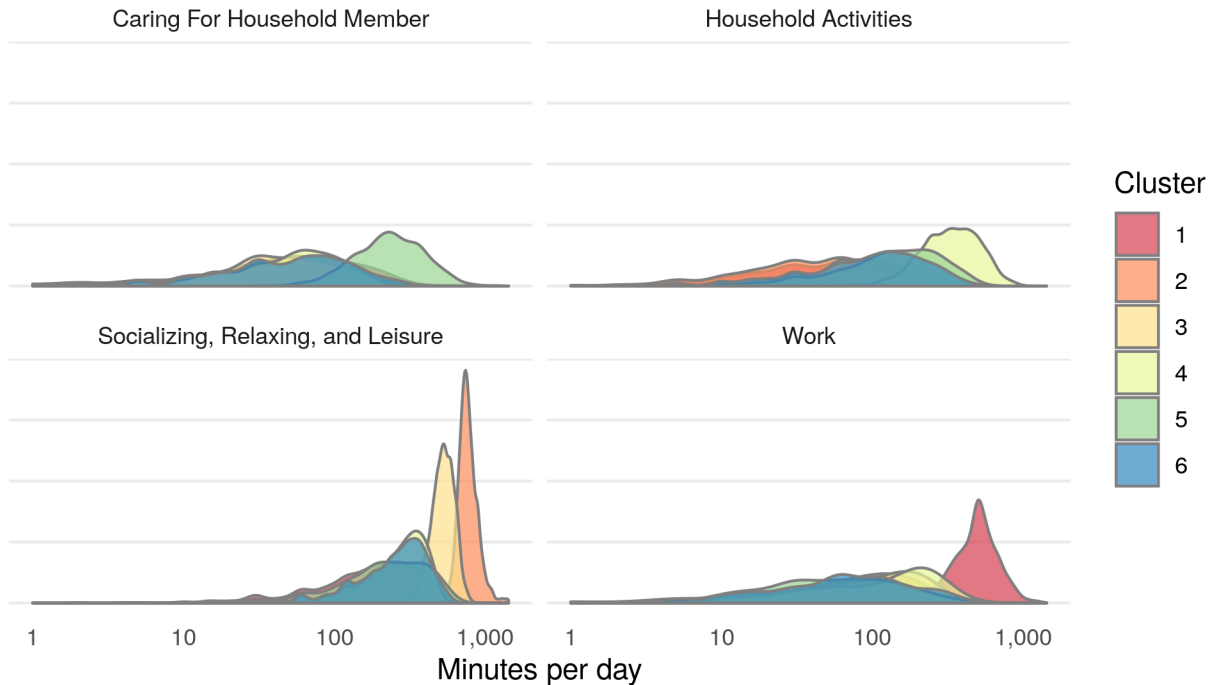 Caring For Household Member
Household Activities
Socializing, Relaxing, and Leisure
Work
1 10 100 1,000
1 10 100 1,000
Minutes per day
Cluster
1
2
3
4
5
6